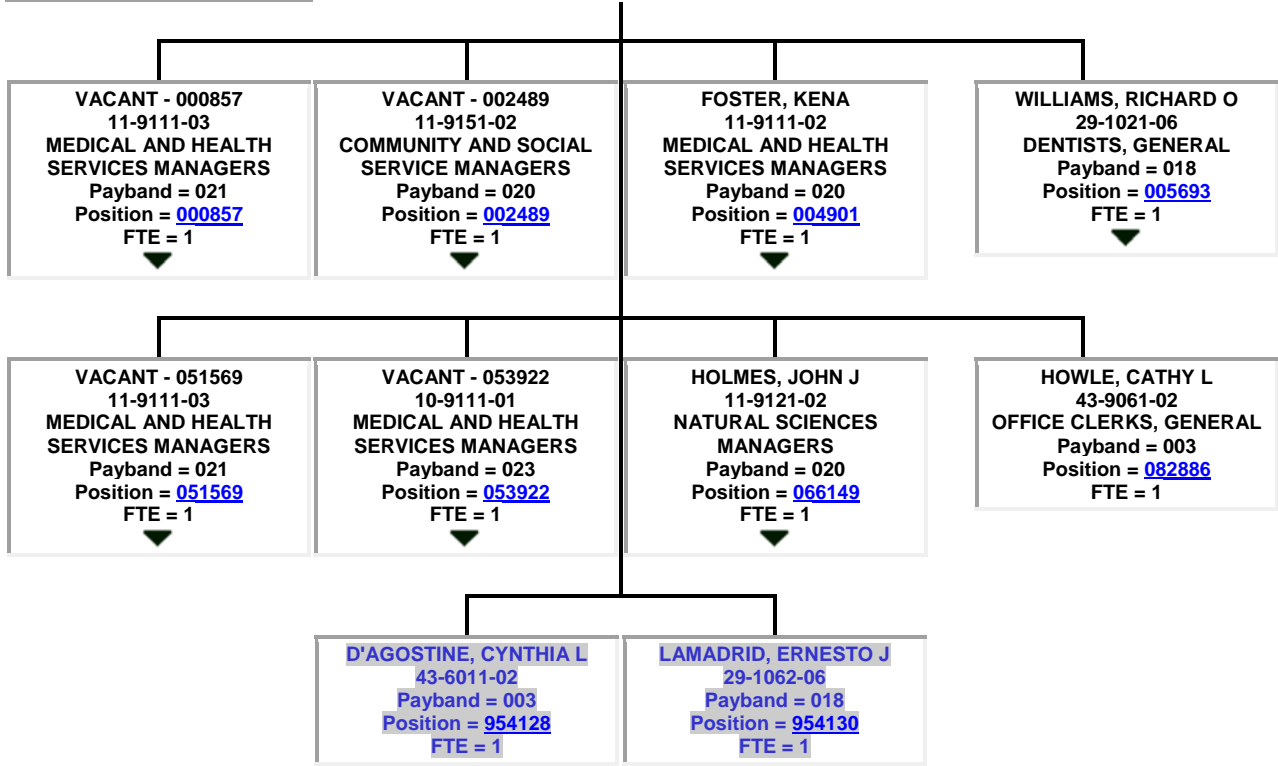 VACANT - 000857
11-9111-03
MEDICAL AND HEALTH
SERVICES MANAGERS
Payband = 021
Position = 000857
FTE = 1
VACANT - 002489
11-9151-02
COMMUNITY AND SOCIAL
SERVICE MANAGERS
Payband = 020
Position = 002489
FTE = 1
FOSTER, KENA
11-9111-02
MEDICAL AND HEALTH
SERVICES MANAGERS
Payband = 020
Position = 004901
FTE = 1
WILLIAMS, RICHARD O
29-1021-06
DENTISTS, GENERAL
Payband = 018
Position = 005693
FTE = 1
VACANT - 051569
11-9111-03
MEDICAL AND HEALTH
SERVICES MANAGERS
Payband = 021
Position = 051569
FTE = 1
VACANT - 053922
10-9111-01
MEDICAL AND HEALTH
SERVICES MANAGERS
Payband = 023
Position = 053922
FTE = 1
HOLMES, JOHN J
11-9121-02
NATURAL SCIENCES
MANAGERS
Payband = 020
Position = 066149
FTE = 1
HOWLE, CATHY L
43-9061-02
OFFICE CLERKS, GENERAL
Payband = 003
Position = 082886
FTE = 1
D'AGOSTINE, CYNTHIA L
43-6011-02
Payband = 003
Position = 954128
FTE = 1
LAMADRID, ERNESTO J
29-1062-06
Payband = 018
Position = 954130
FTE = 1